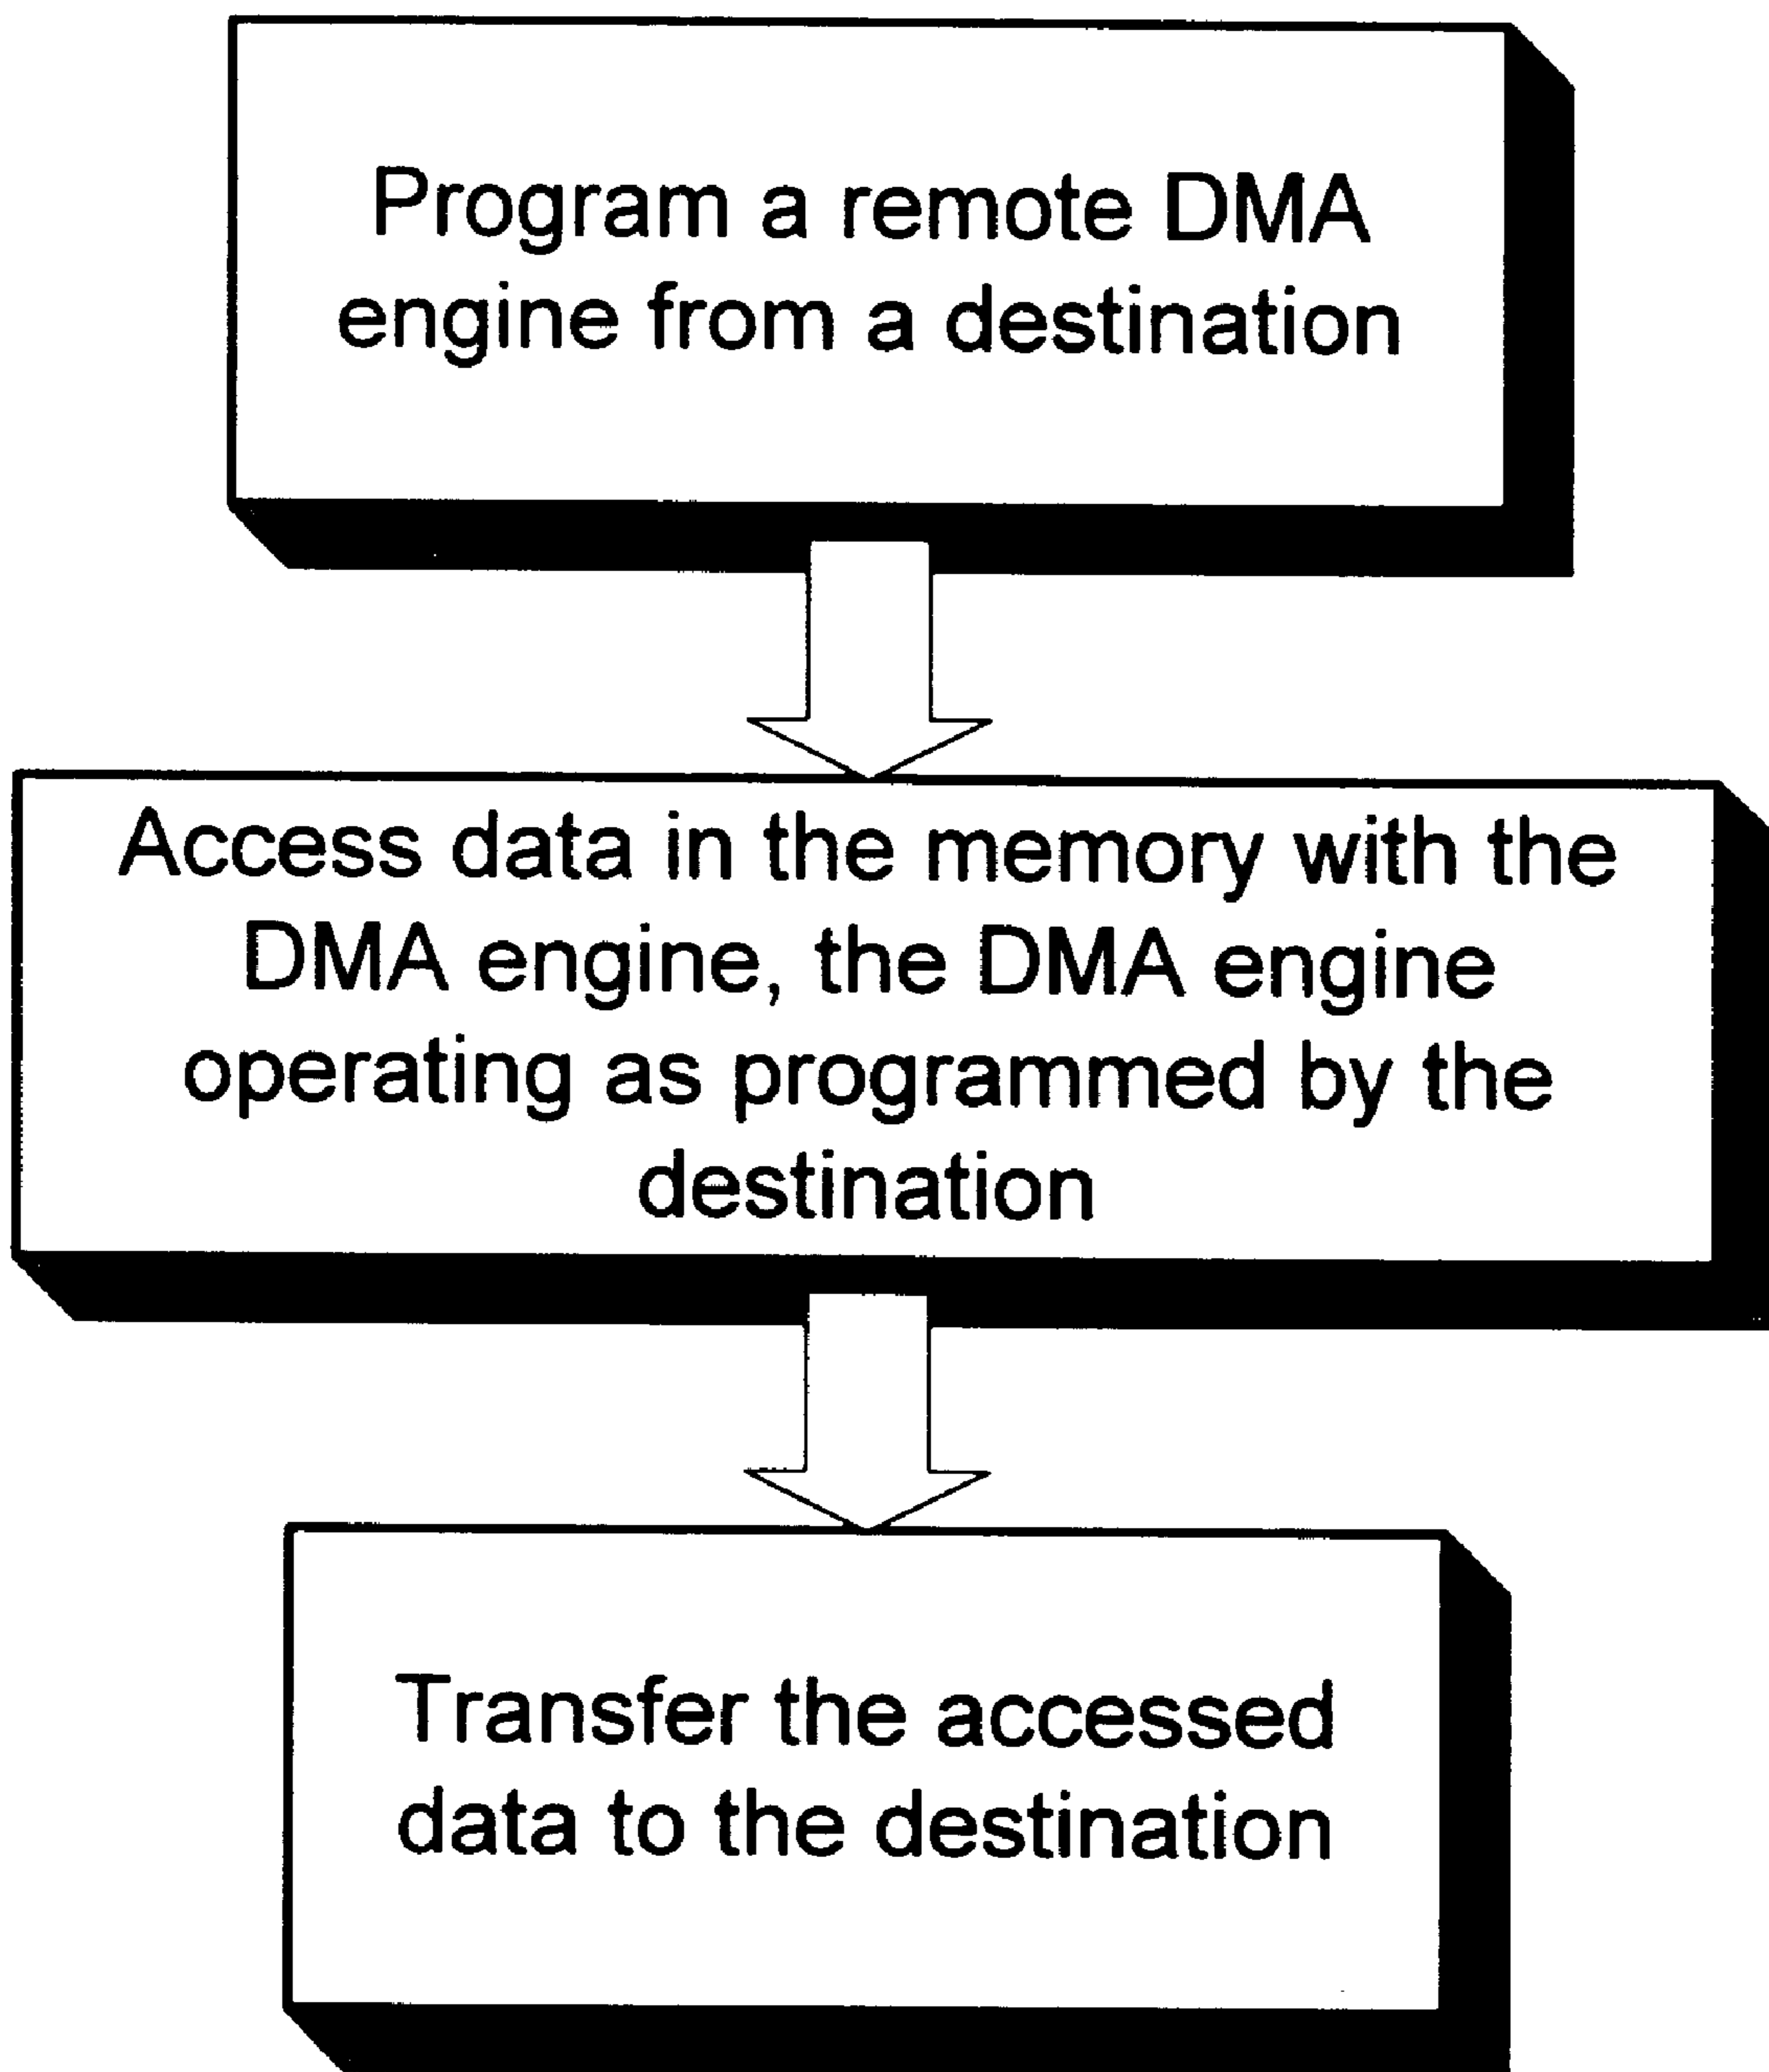 Program a remote DMA
engine from a destination
Access data in the memory with the
DMA engine, the DMA engine
operating as programmed by the
destination
Transfer the accessed
data to the destination